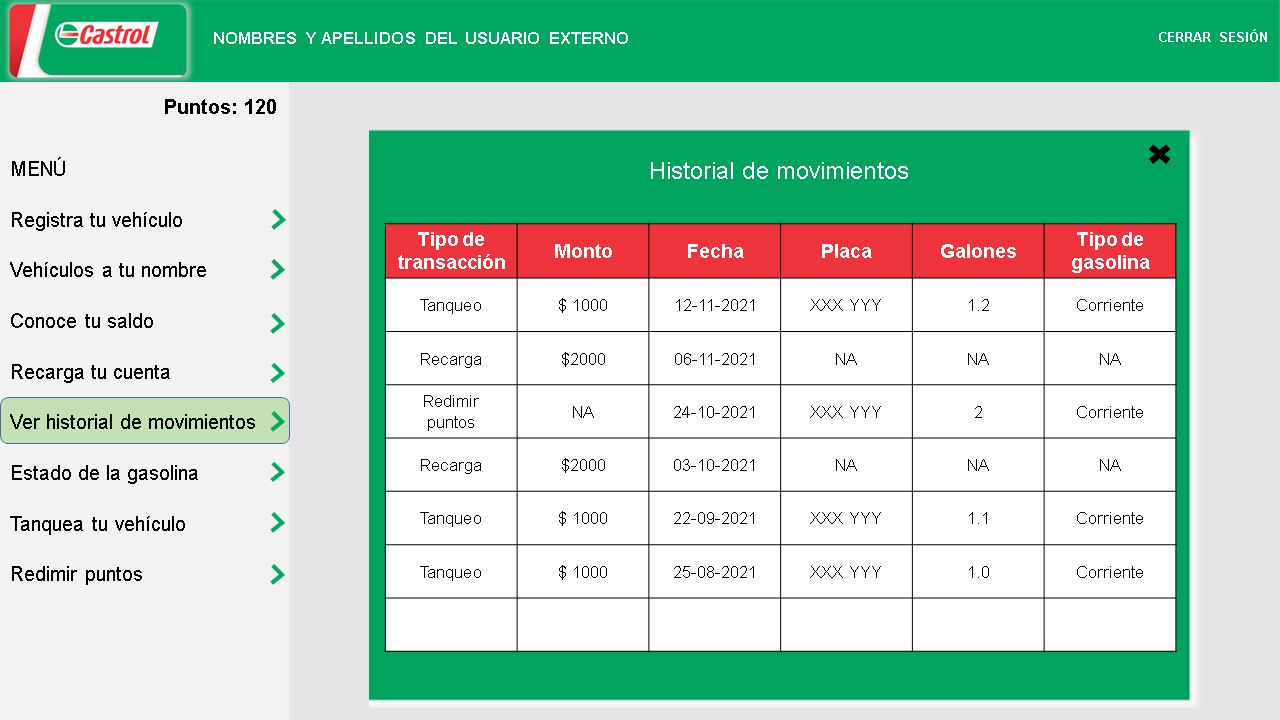 Castrol
NOMBRES Y APELLIDOS DEL USUARIO EXTERNO
CERRAR SESIÓN
Puntos: 120
MENÚ
Registra tu vehículo
Vehículos a tu nombre
Conoce tu saldo
Recarga tu cuenta
Ver historial de movimientos
Estado de la gasolina
Tanquea tu vehículo
Redimir puntos
Historial de movimientos
Tipo de transacción Monto Fecha Placa Galones Tipo de gasolina
Tanqueo $ 1000 12-11-2021 XXX YYY 1.2 Corriente
Recarga $2000 06-11-2021 NA NA NA
Redimir puntos NA 24-10-2021 XXX YYY 2 Corriente
Recarga $2000 03-10-2021 NA NA NA
Tanqueo $ 1000 22-09-2021 XXX YYY 1.1 Corriente
Tanqueo $ 1000 25-08-2021 XXX YYY 1.0 Corriente